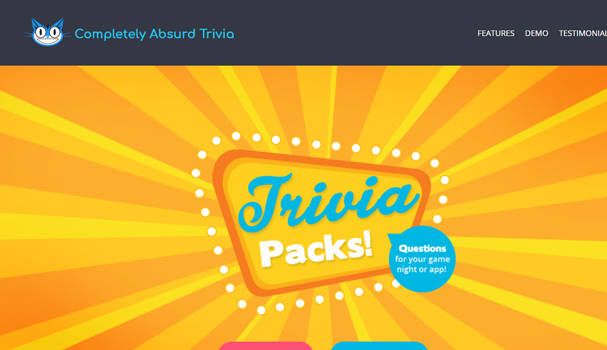 Completely Absurd Trivia
FEATURES DEMO TESTIMONIAL
Trivia
Packs!
Questions
for your game
night or app!